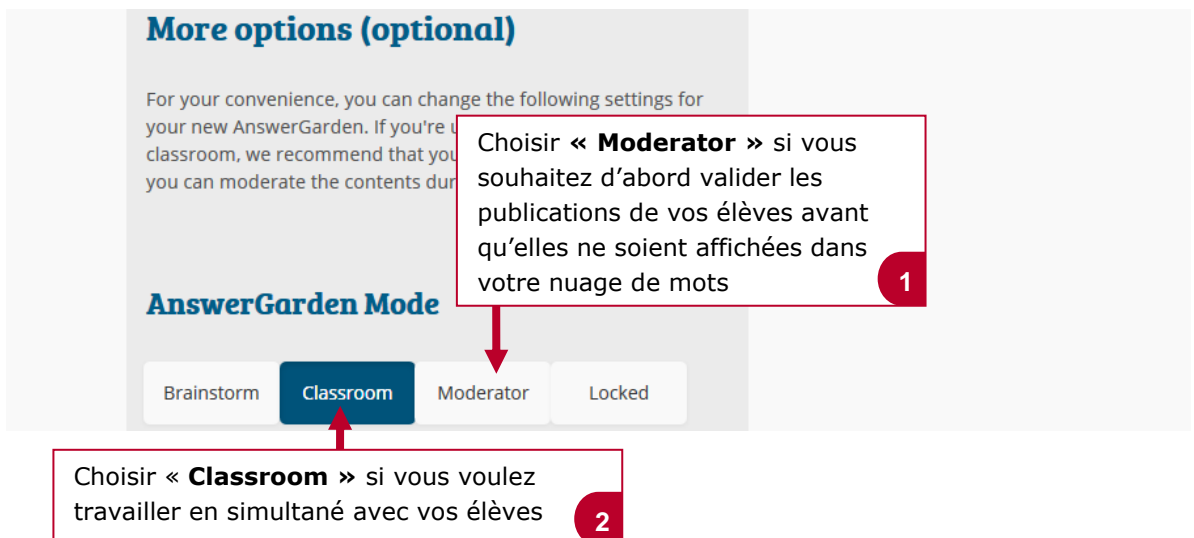 More options (optional)
For your convenience, you can change the following settings for
your new AnswerGarden. If you're
classroom, we recommend that you
you can moderate the contents
Choisir « Moderator » si vous
souhaitez d'abord valider les
publications de vos élèves avant
qu'elles ne soient affichées dans
votre nuage de mots
1
AnswerGarden Mode
Brainstorm Classroom Moderator Locked
Choisir « Classroom » si vous voulez
travailler en simultané avec vos élèves
2